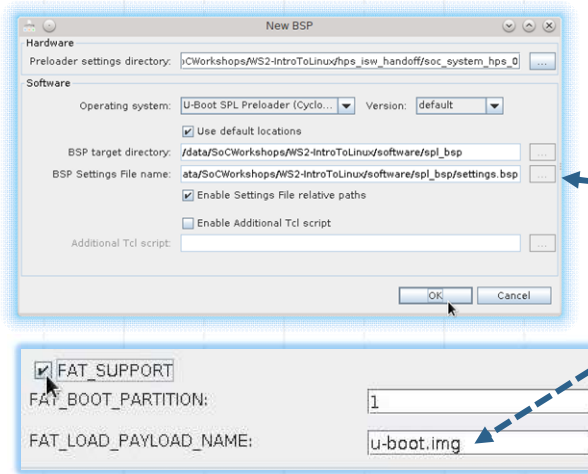 New BSP
Hardware
Preloader settings directory: oCWorkshops/WS2-IntroToLinux/hps_isw_handoff/soc_system_hps_0 ...
Software
Operating system: U-Boot SPL Preloader (Cyclo... Version: default
Use default locations
BSP target directory: /data/SoCWorkshops/WS2-IntroToLinux/software/spl_bsp ...
BSP Settings File name: ata/SoCWorkshops/WS2-IntroToLinux/software/spl_bsp/settings.bsp ...
Enable Settings File relative paths
Enable Additional Tcl script
Additional Tcl script: ...
OK Cancel
FAT_SUPPORT
FAT_BOOT_PARTITION: 1
FAT_LOAD_PAYLOAD_NAME: u-boot.img